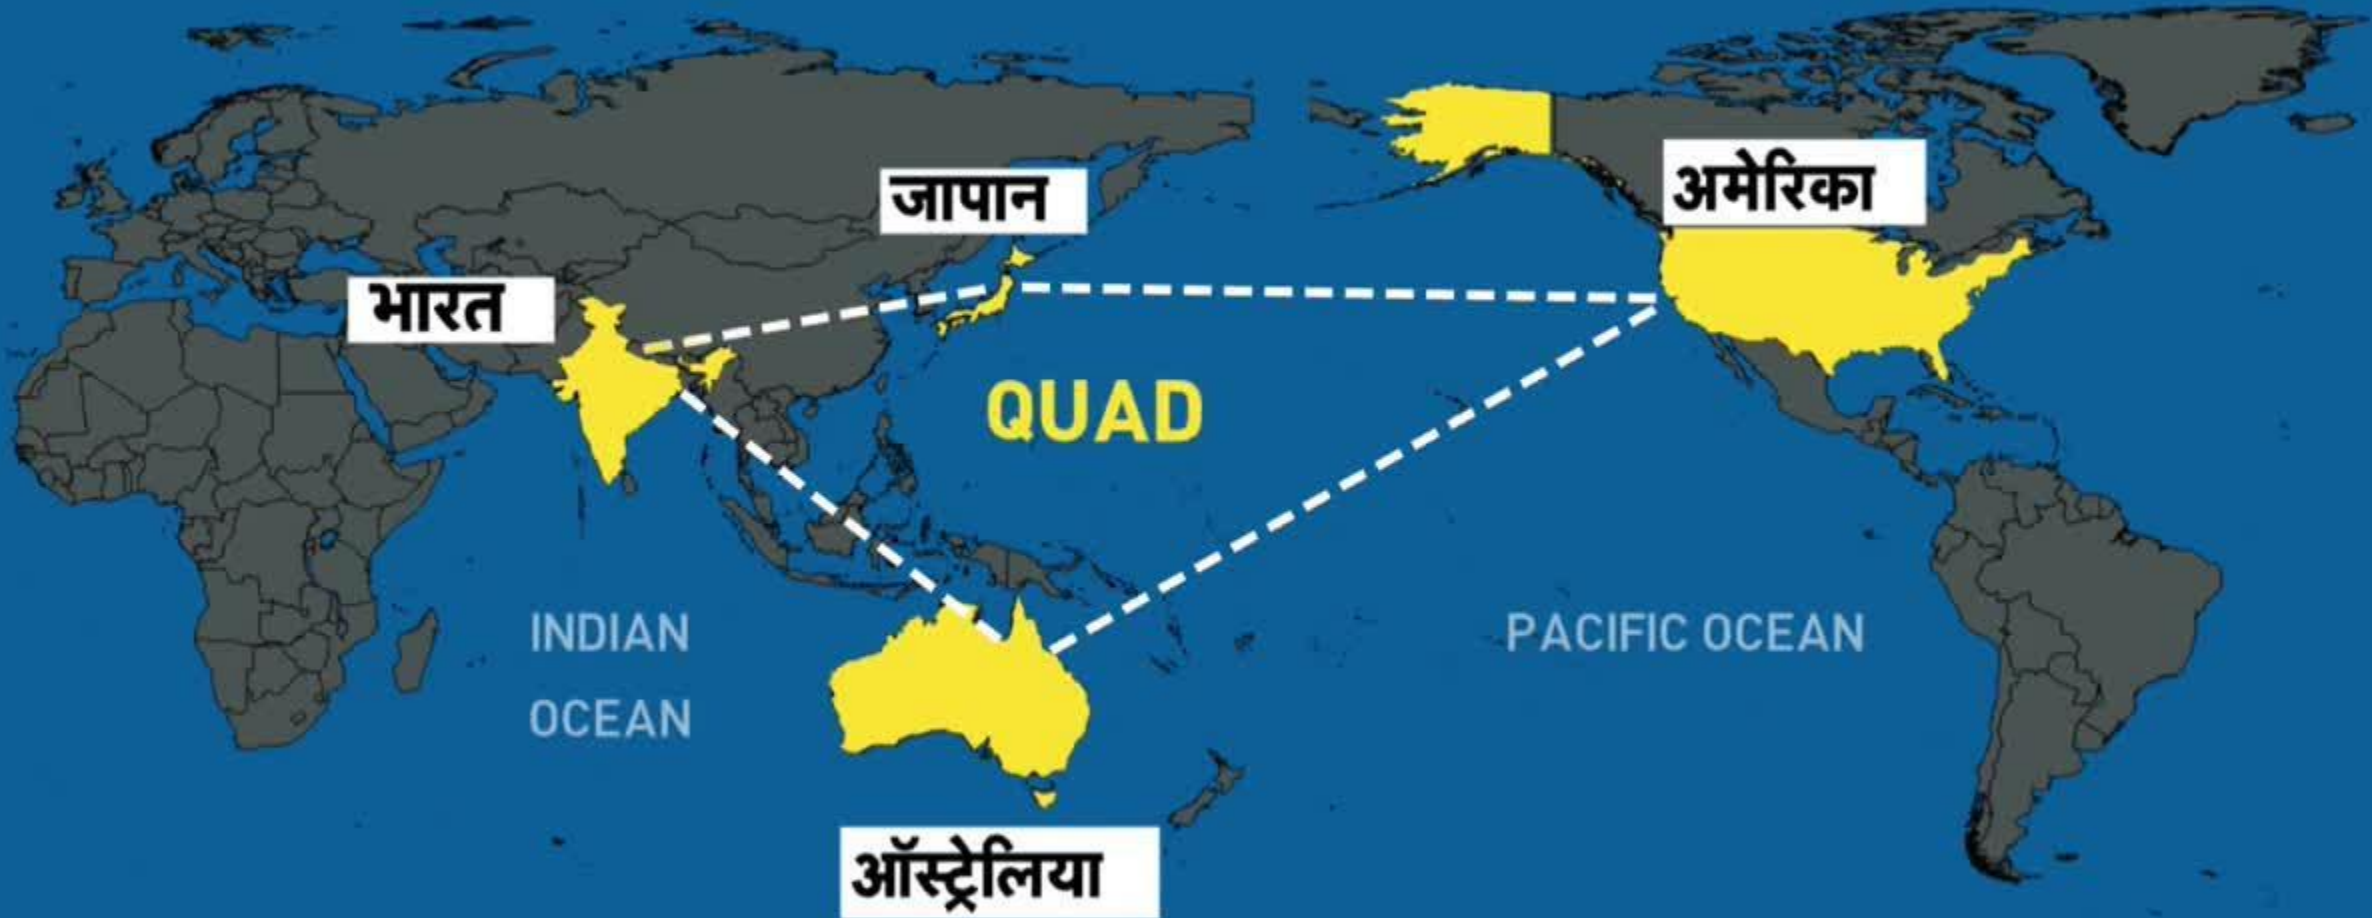 जापान
अमेरिका
भारत
QUAD
INDIAN
OCEAN
PACIFIC OCEAN
ऑस्ट्रेलिया